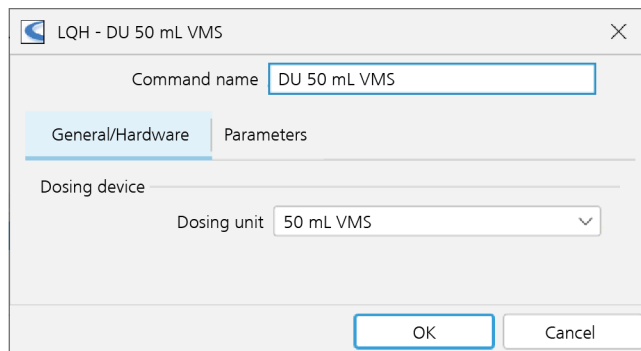 LQH - DU 50 mL VMS
Command name DU 50 mL VMS
General/Hardware Parameters
Dosing device
Dosing unit 50 mL VMS
OK Cancel